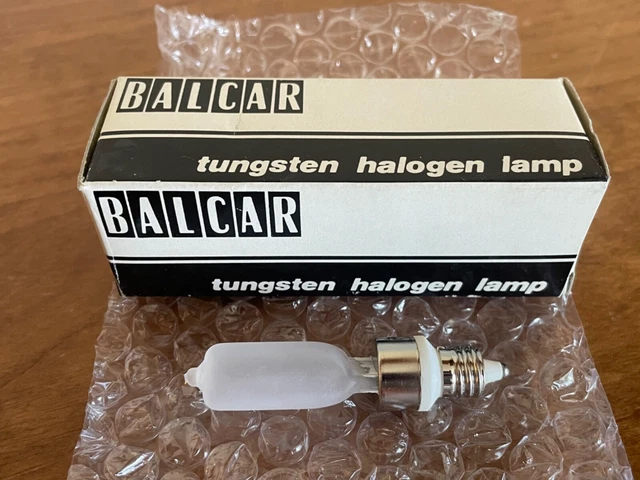 BALCAR
tungsten halogen lamp
BALCAR
tungsten halogen lamp